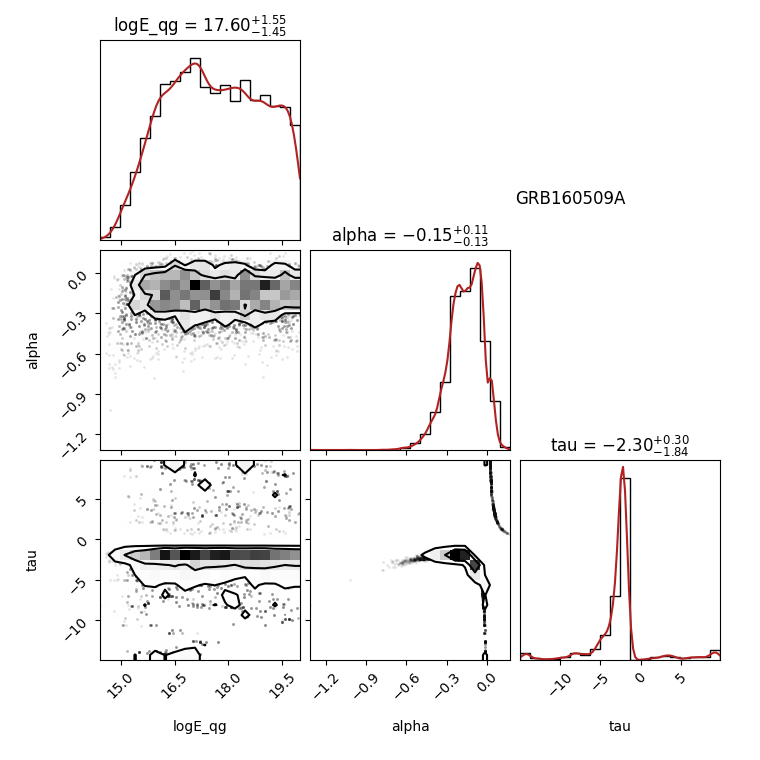 logE_qg = 17.60+1.55 −1.45
GRB160509A
alpha = −0.15+0.11 −0.13
0.0
−0.3
−0.6
−0.9
−1.2
alpha
tau = −2.30+0.30 −1.84
5
0
−5
−10
tau
15.0 16.5 18.0 19.5
−1.2 −0.9 −0.6 −0.3 0.0
−10 −5 0 5
logE_qg alpha tau